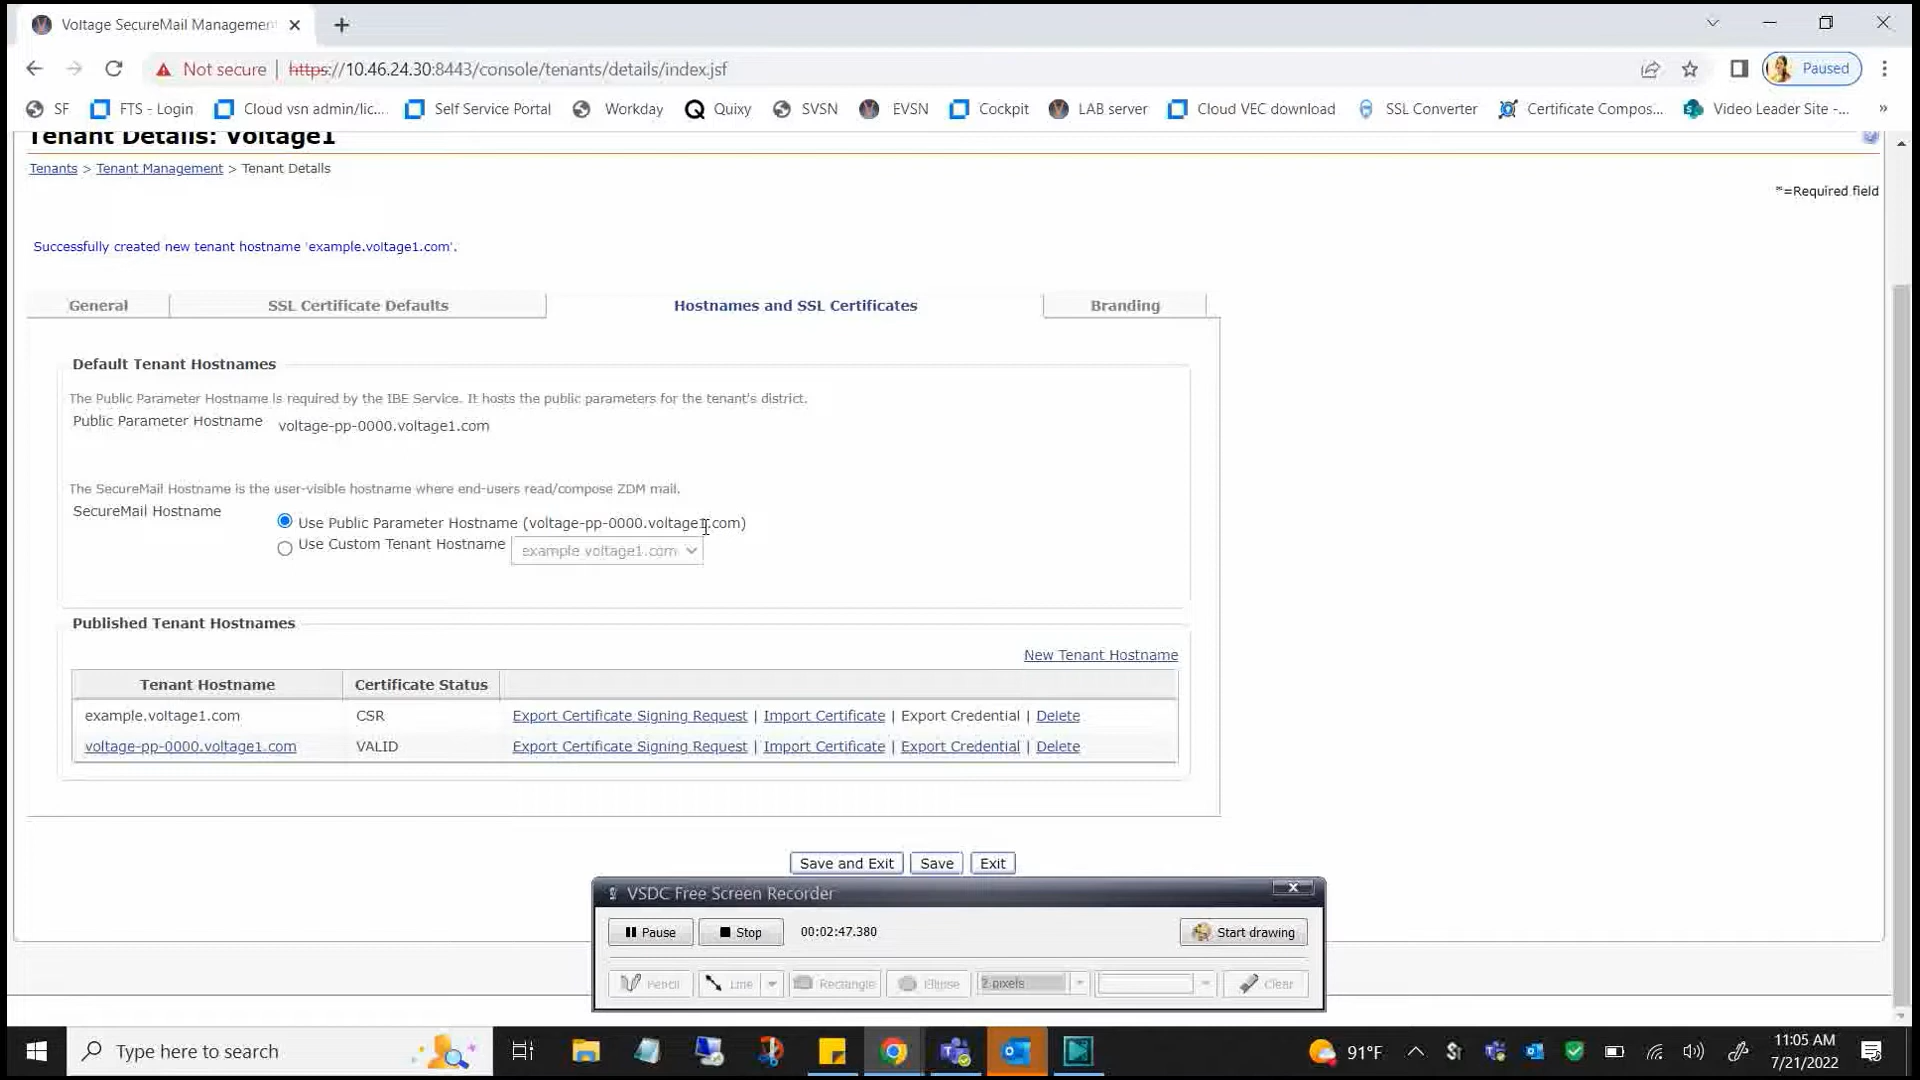 Voltage SecureMail Managemen
Not secure | https://10.46.24.30:8443/console/tenants/details/index.jsf
Paused
SF FTS - Login Cloud vsn admin/lic... Self Service Portal Workday Quixy SVSN EVSN Cockpit LAB server Cloud VEC download SSL Converter Certificate Compos... Video Leader Site -... »
Tenant Details: Voltage1
Tenants > Tenant Management > Tenant Details
*=Required field
Successfully created new tenant hostname 'example.voltage1.com'.
General SSL Certificate Defaults Hostnames and SSL Certificates Branding
Default Tenant Hostnames
The Public Parameter Hostname is required by the IBE Service. It hosts the public parameters for the tenant's district.
Public Parameter Hostname voltage-pp-0000.voltage1.com
The SecureMail Hostname is the user-visible hostname where end-users read/compose ZDM mail.
SecureMail Hostname
Use Public Parameter Hostname (voltage-pp-0000.voltage1.com)
Use Custom Tenant Hostname example.voltage1.com
Published Tenant Hostnames
New Tenant Hostname
Tenant Hostname Certificate Status
example.voltage1.com CSR Export Certificate Signing Request | Import Certificate | Export Credential | Delete
voltage-pp-0000.voltage1.com VALID Export Certificate Signing Request | Import Certificate | Export Credential | Delete
Save and Exit Save Exit
VSDC Free Screen Recorder
Pause Stop 00:02:47.380 Start drawing
Pencil Line Rectangle Ellipse 2 pixels Clear
Type here to search
91°F
11:05 AM
7/21/2022